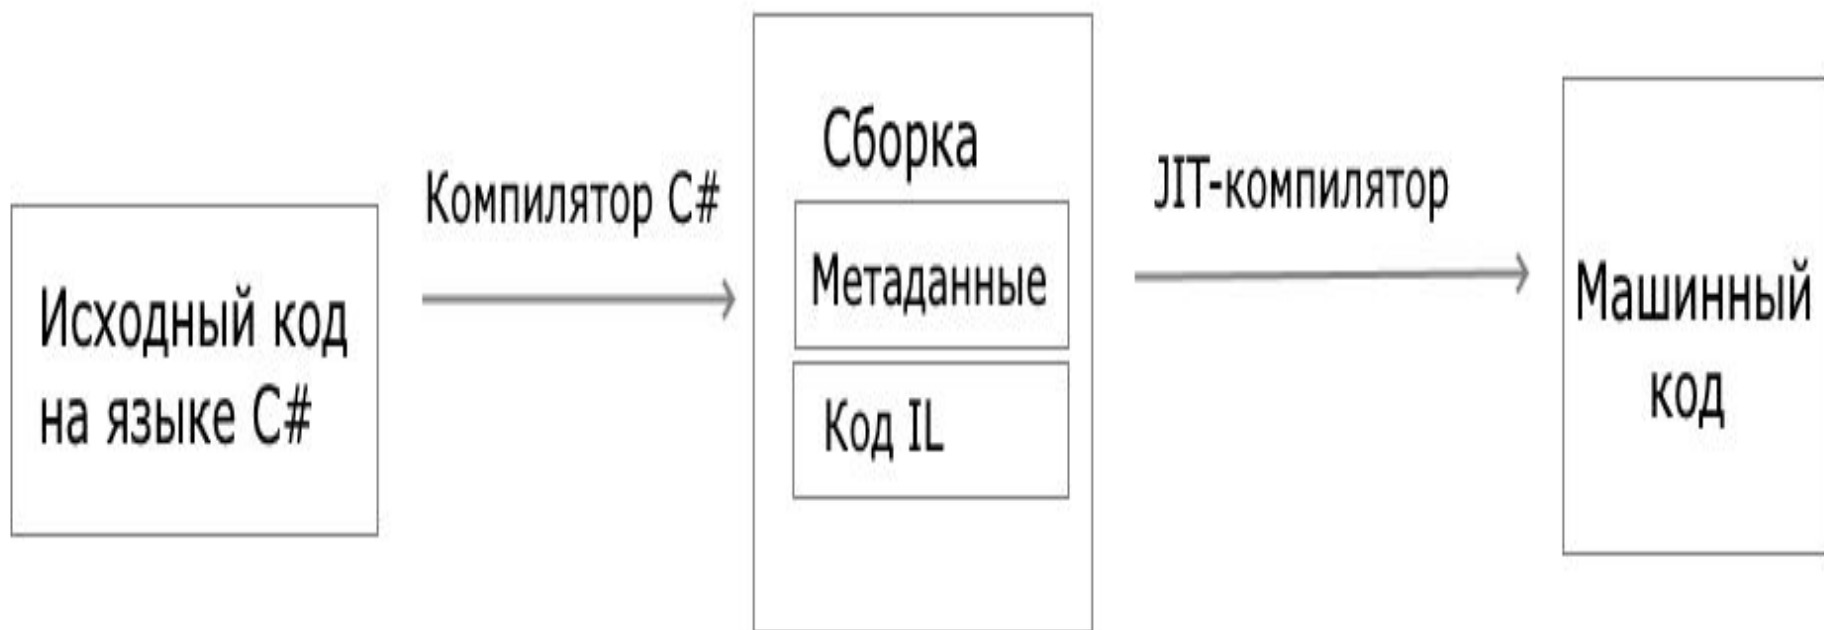 Исходный код
на языке C#
Компилятор C#
Сборка
Метаданные
Код IL
JIT-компилятор
Машинный
код